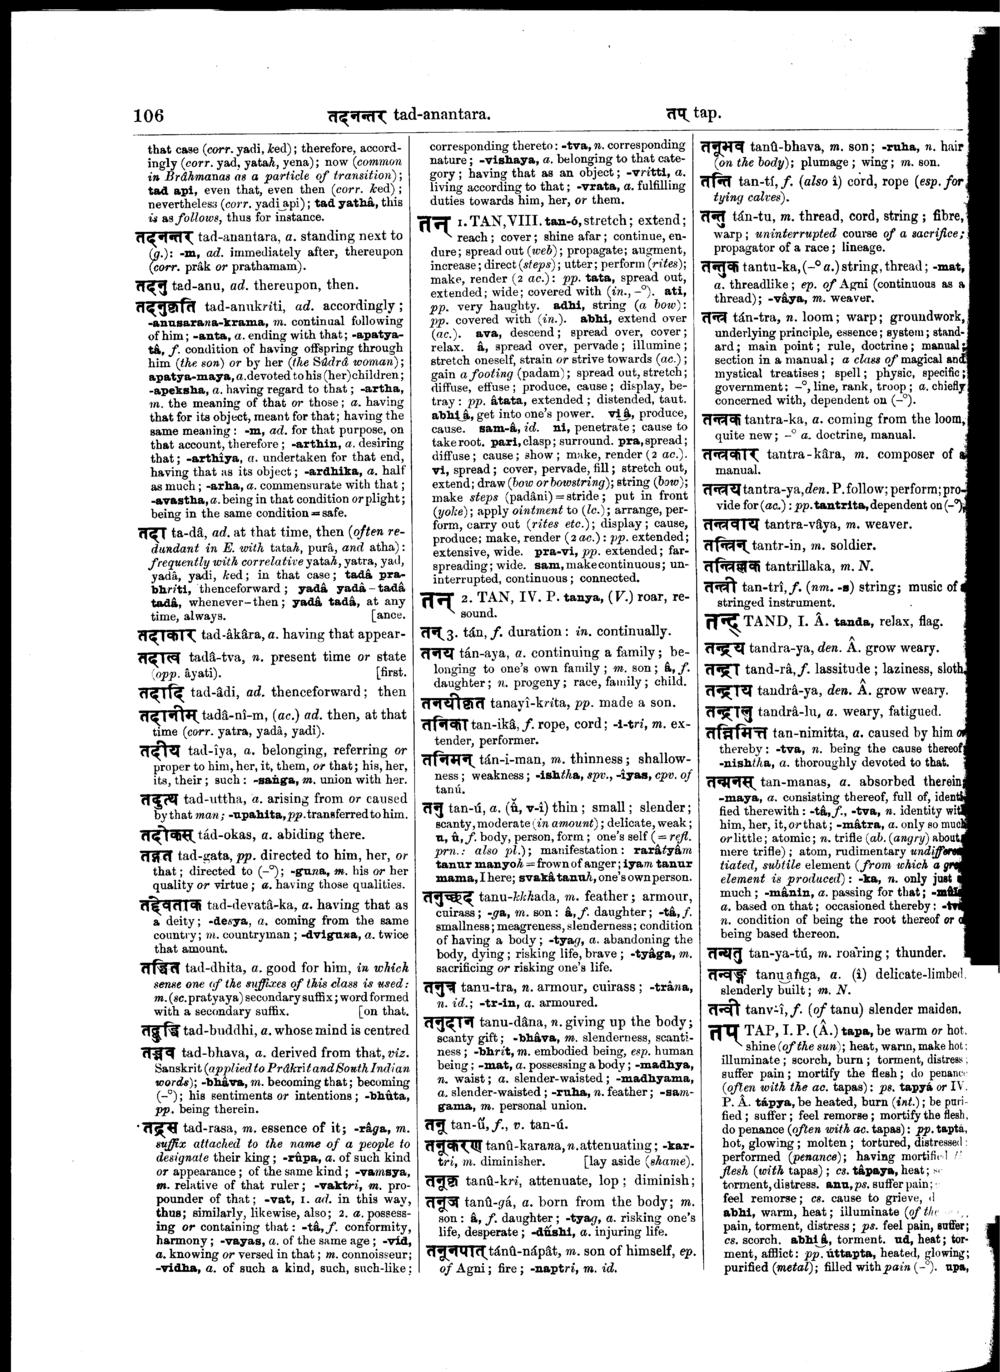 106
तदनन्तर tad-anantara.
तप् tap.
that case (corr. yadi, ked); therefore, accord-
ingly (corr. yad, yatah, yena); now (common
in Brâhmanas as a particle of transition);
tad api, even that, even then (corr. ked);
nevertheless (corr. yadi api); tad yathâ, this
is as follows, thus for instance.
तदनन्तर tad-anantara, a. standing next to
(g.): -m, ad. immediately after, thereupon
(corr. prâk or prathamam).
तदनु tad-anu, ad. thereupon, then.
तदनुकृति tad-anukriti, ad. accordingly;
-anusarana-krama, m. continual following
of him; -anta, a. ending with that; -apatya-
tâ, f. condition of having offspring through
him (the son) or by her (the Sûdrâ woman);
apatya-maya, a. devoted to his (her) children;
-apeksha, a. having regard to that; -artha,
m. the meaning of that or those; a. having
that for its object, meant for that; having the
same meaning: -m, ad. for that purpose, on
that account, therefore; -arthin, a. desiring
that; -arthîya, a. undertaken for that end,
having that as its object; -ardhika, a. half
as much; -arha, a. commensurate with that;
-avastha, a. being in that condition or plight;
being in the same condition = safe.
तदा ta-dâ, ad. at that time, then (often re-
dundant in E. with tatah, purâ, and atha):
frequently with correlative yatah, yatra, yad,
yadâ, yadi, ked; in that case; tadâ pra-
bhriti, thenceforward; yadâ yadâ – tadâ
tadâ, whenever – then; yadâ tadâ, at any
time, always. [ance.
तदाकार tad-âkâra, a. having that appear-
तदात्व tadâ-tva, n. present time or state
(opp. âyati). [first.
तदादि tad-âdi, ad. thenceforward; then
तदानीम् tadâ-nî-m, (ac.) ad. then, at that
time (corr. yatra, yadâ, yadi).
तदीय tad-îya, a. belonging, referring or
proper to him, her, it, them, or that; his, her,
its, their; such: -saṅga, m. union with her.
तदुत्थ tad-uttha, a. arising from or caused
by that man; -upahita, pp. transferred to him.
तदोकस् tád-okas, a. abiding there.
तद्गत tad-gata, pp. directed to him, her, or
that; directed to (-°); -guna, m. his or her
quality or virtue; a. having those qualities.
तद्देवताक tad-devatâ-ka, a. having that as
a deity; -desya, a. coming from the same
country; m. countryman; -dviguna, a. twice
that amount.
तद्धित tad-dhita, a. good for him, in which
sense one of the suffixes of this class is used:
m. (sc. pratyaya) secondary suffix; word formed
with a secondary suffix. [on that.
तद्बुद्धि tad-buddhi, a. whose mind is centred
तद्भव tad-bhava, a. derived from that, viz.
Sanskrit (applied to Prâkrit and South Indian
words); -bhâva, m. becoming that; becoming
(-°); his sentiments or intentions; -bhûta,
pp. being therein.
तद्रस tad-rasa, m. essence of it; -râga, m.
suffix attached to the name of a people to
designate their king; -rûpa, a. of such kind
or appearance; of the same kind; -vamsya,
m. relative of that ruler; -vaktri, m. pro-
pounder of that; -vat, 1. ad. in this way,
thus; similarly, likewise, also; 2. a. possess-
ing or containing that: -tâ, f. conformity,
harmony; -vayas, a. of the same age; -vid,
a. knowing or versed in that; m. connoisseur;
-vidha, a. of such a kind, such, such-like:
corresponding thereto: -tva, n. corresponding
nature; -vishaya, a. belonging to that cate-
gory; having that as an object; -vritti, a.
living according to that; -vrata, a. fulfilling
duties towards him, her, or them.
तन् 1. TAN, VIII. tan-ó, stretch; extend;
reach; cover; shine afar; continue, en-
dure; spread out (web); propagate; augment,
increase; direct (steps); utter; perform (rites);
make, render (2 ac.): pp. tata, spread out,
extended; wide; covered with (in., -°). ati,
pp. very haughty. adhi, string (a bow):
pp. covered with (in.). abhi, extend over
(ac.). ava, descend; spread over, cover;
relax. â, spread over, pervade; illumine;
stretch oneself, strain or strive towards (ac.);
gain a footing (padam); spread out, stretch;
diffuse, effuse; produce, cause; display, be-
tray: pp. âtata, extended; distended, taut.
abhi â, get into one's power. vi â, produce,
cause. sam-â, id. ni, penetrate; cause to
take root. pari, clasp; surround. pra, spread;
diffuse; cause; show; make, render (2 ac.).
vi, spread; cover, pervade, fill; stretch out,
extend; draw (bow or bowstring); string (bow);
make steps (padâni) = stride; put in front
(yoke); apply ointment to (lc.); arrange, per-
form, carry out (rites etc.); display; cause,
produce; make, render (2 ac.): pp. extended;
extensive, wide. pra-vi, pp. extended; far-
spreading; wide. sam, make continuous; un-
interrupted, continuous; connected.
तन् 2. TAN, IV. P. tanya, (V.) roar, re-
sound.
तन् 3. tán, f. duration: in. continually.
तनय tán-aya, a. continuing a family; be-
longing to one's own family; m. son; â, f.
daughter; n. progeny; race, family; child.
तनयीकृत tanayî-krita, pp. made a son.
तनिका tan-ikâ, f. rope, cord; -i-tri, m. ex-
tender, performer.
तनिमन् tán-i-man, m. thinness; shallow-
ness; weakness; -ishtha, spv., -îyas, cpv. of
tanú.
तनु tan-ú, a. (û, v-î) thin; small; slender;
scanty, moderate (in amount); delicate, weak;
u, û, f. body, person, form; one's self (= refl.
prn.: also pl.); manifestation: rarâtyâm
tanur manyoh = frown of anger; iyam tanur
mama, I here; svakâ tanuh, one's own person.
तनुच्छद tanu-kkhada, m. feather; armour,
cuirass; -ga, m. son: â, f. daughter; -tâ, f.
smallness; meagreness, slenderness; condition
of having a body; -tyag, a. abandoning the
body, dying; risking life, brave; -tyâga, m.
sacrificing or risking one's life.
तनुत्र tanu-tra, n. armour, cuirass; -trâna,
n. id.; -tr-in, a. armoured.
तनुदान tanu-dâna, n. giving up the body;
scanty gift; -bhâva, m. slenderness, scanti-
ness; -bhrit, m. embodied being, esp. human
being; -mat, a. possessing a body; -madhya,
n. waist; a. slender-waisted; -madhyama,
a. slender-waisted; -ruha, n. feather; -sam-
gama, m. personal union.
तनू tan-ű, f., v. tan-ú.
तनूकरण tanû-karana, n. attenuating; -kar-
tri, m. diminisher. [lay aside (shame).
तनूकृ tanû-kri, attenuate, lop; diminish;
तनूज tanû-gá, a. born from the body; m.
son: â, f. daughter; -tyag, a. risking one's
life, desperate; -dűshi, a. injuring life.
तनूनपात् tánû-nápât, m. son of himself, ep.
of Agni; fire; -naptri, m. id.
तनूभव tanû-bhava, m. son; -ruha, n. hair
(on the body); plumage; wing; m. son.
तन्ति tan-tí, f. (also î) cord, rope (esp. for
tying calves).
तन्तु tán-tu, m. thread, cord, string; fibre,
warp; uninterrupted course of a sacrifice;
propagator of a race; lineage.
तन्तुक tantu-ka, (-° a.) string, thread; -mat,
a. threadlike; ep. of Agni (continuous as a
thread); -vâya, m. weaver.
तन्त्र tán-tra, n. loom; warp; groundwork,
underlying principle, essence; system; stand-
ard; main point; rule, doctrine; manual;
section in a manual; a class of magical and
mystical treatises; spell; physic, specific;
government; -°, line, rank, troop; a. chiefly
concerned with, dependent on (-°).
तन्त्रक tantra-ka, a. coming from the loom,
quite new; -° a. doctrine, manual.
तन्त्रकार tantra-kâra, m. composer of a
manual.
तन्त्रय tantra-ya, den. P. follow; perform; pro-
vide for (ac.): pp. tantrita, dependent on (-°).
तन्त्रवाय tantra-vâya, m. weaver.
तन्त्रिन् tantr-in, m. soldier.
तन्त्रिल्लक tantrillaka, m. N.
तन्त्री tan-trî, f. (nm. -s) string; music of
stringed instrument.
तन्द् TAND, I. Â. tanda, relax, flag.
तन्द्रय tandra-ya, den. Â. grow weary.
तन्द्रा tand-râ, f. lassitude; laziness, sloth.
तन्द्राय tandrâ-ya, den. Â. grow weary.
तन्द्रालु tandrâ-lu, a. weary, fatigued.
तन्निमित्त tan-nimitta, a. caused by him or
thereby: -tva, n. being the cause thereof;
-nishtha, a. thoroughly devoted to that.
तन्मनस् tan-manas, a. absorbed therein;
-maya, a. consisting thereof, full of, identi-
fied therewith: -tâ, f., -tva, n. identity with
him, her, it, or that; -mâtra, a. only so much
or little; atomic; n. trifle (ab. (angry) about
mere trifle); atom, rudimentary undifferen-
tiated, subtile element (from which a
element is produced): -ka, n. only just
much; -mânin, a. passing for that;
a. based on that; occasioned thereby:
n. condition of being the root thereof or
being based thereon.
तन्यतु tan-ya-tú, m. roaring; thunder.
तन्वङ्ग tanu aṅga, a. (î) delicate-limbed,
slenderly built; m. N.
तन्वी tanv-î, f. (of tanu) slender maiden.
तप् TAP, I. P. (Â.) tapa, be warm or hot.
shine (of the sun); heat, warm, make hot;
illuminate; scorch, burn; torment, distress;
suffer pain; mortify the flesh; do penance
(often with the ac. tapas): ps. tapyá or IV.
P. Â. tápya, be heated, burn (int.); be puri-
fied; suffer; feel remorse; mortify the flesh,
do penance (often with ac. tapas): pp. taptá,
hot, glowing; molten; tortured, distressed;
performed (penance); having mortified
flesh (with tapas); cs. tâpaya, heat;
torment, distress. anu, ps. suffer pain;
feel remorse; cs. cause to grieve,
abhi, warm, heat; illuminate (of the
pain, torment, distress; ps. feel pain, suffer;
cs. scorch. abhi â, torment. ud, heat; tor-
ment, afflict: pp. úttapta, heated, glowing;
purified (metal); filled with pain (-°). upa,